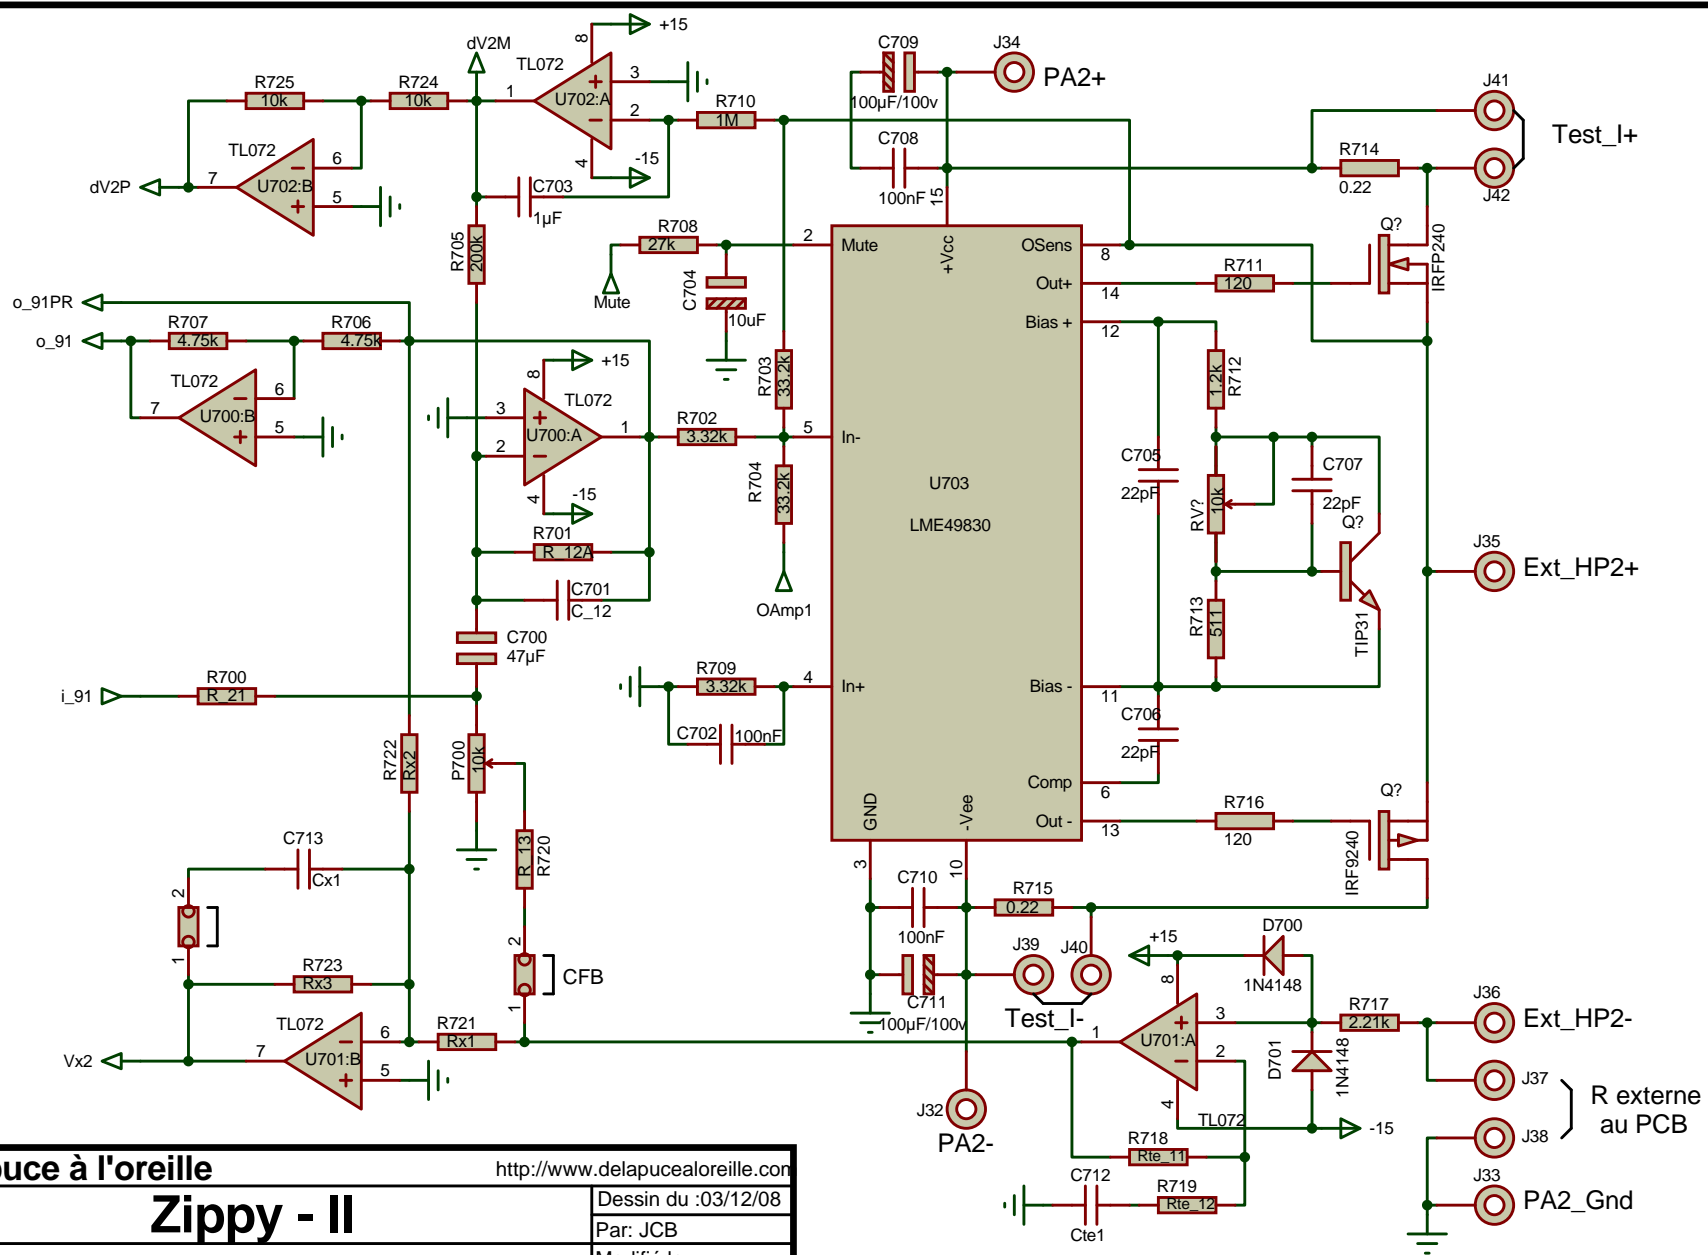 +15
dV2M
TL072
8
3
1
U702:A
2
4
-15
R725
10k
R724
10k
R710
1M
C709
100µF/100v
J34
PA2+
C708
100nF
15
J41
Test_I+
R714
0.22
J42
TL072
6
dV2P
7
U702:B
5
C703
1µF
R705
200k
R708
27k
2
Mute
+Vcc
OSens
8
Q?
IRFP240
Mute
C704
10uF
R711
120
Out+
14
Bias +
12
o_91PR
o_91
R707
4.75k
R706
4.75k
TL072
6
7
U700:B
5
+15
8
TL072
3
U700:A
1
2
4
-15
R702
3.32k
R703
33.2k
5
In-
R704
33.2k
OAmp1
R712
1.2k
U703
LME49830
C705
22pF
RV?
10k
C707
22pF
Q?
TIP31
R713
511
J35
Ext_HP2+
R701
R_12A
C701
C_12
C700
47µF
i_91
R700
R_21
R709
3.32k
4
In+
C702
100nF
Bias -
11
C706
22pF
Comp
6
R722
Rx2
P700
10k
R720
R_13
GND
3
-Vee
10
Out -
13
R716
120
Q?
IRF9240
C713
Cx1
2
1
2
CFB
1
C710
100nF
R715
0.22
J39
J40
Test_I-
C711
100µF/100v
+15
D700
1N4148
R723
Rx3
TL072
6
R721
Rx1
Vx2
7
U701:B
5
8
3
1
U701:A
2
4
TL072
D701
1N4148
-15
R717
2.21k
J36
Ext_HP2-
J37
R externe
au PCB
J38
J33
PA2_Gnd
J32
PA2-
R718
Rte_11
C712
Cte1
R719
Rte_12
uce à l'oreille
http://www.delapucealoreille.com
Zippy - II
Dessin du :03/12/08
Par: JCB